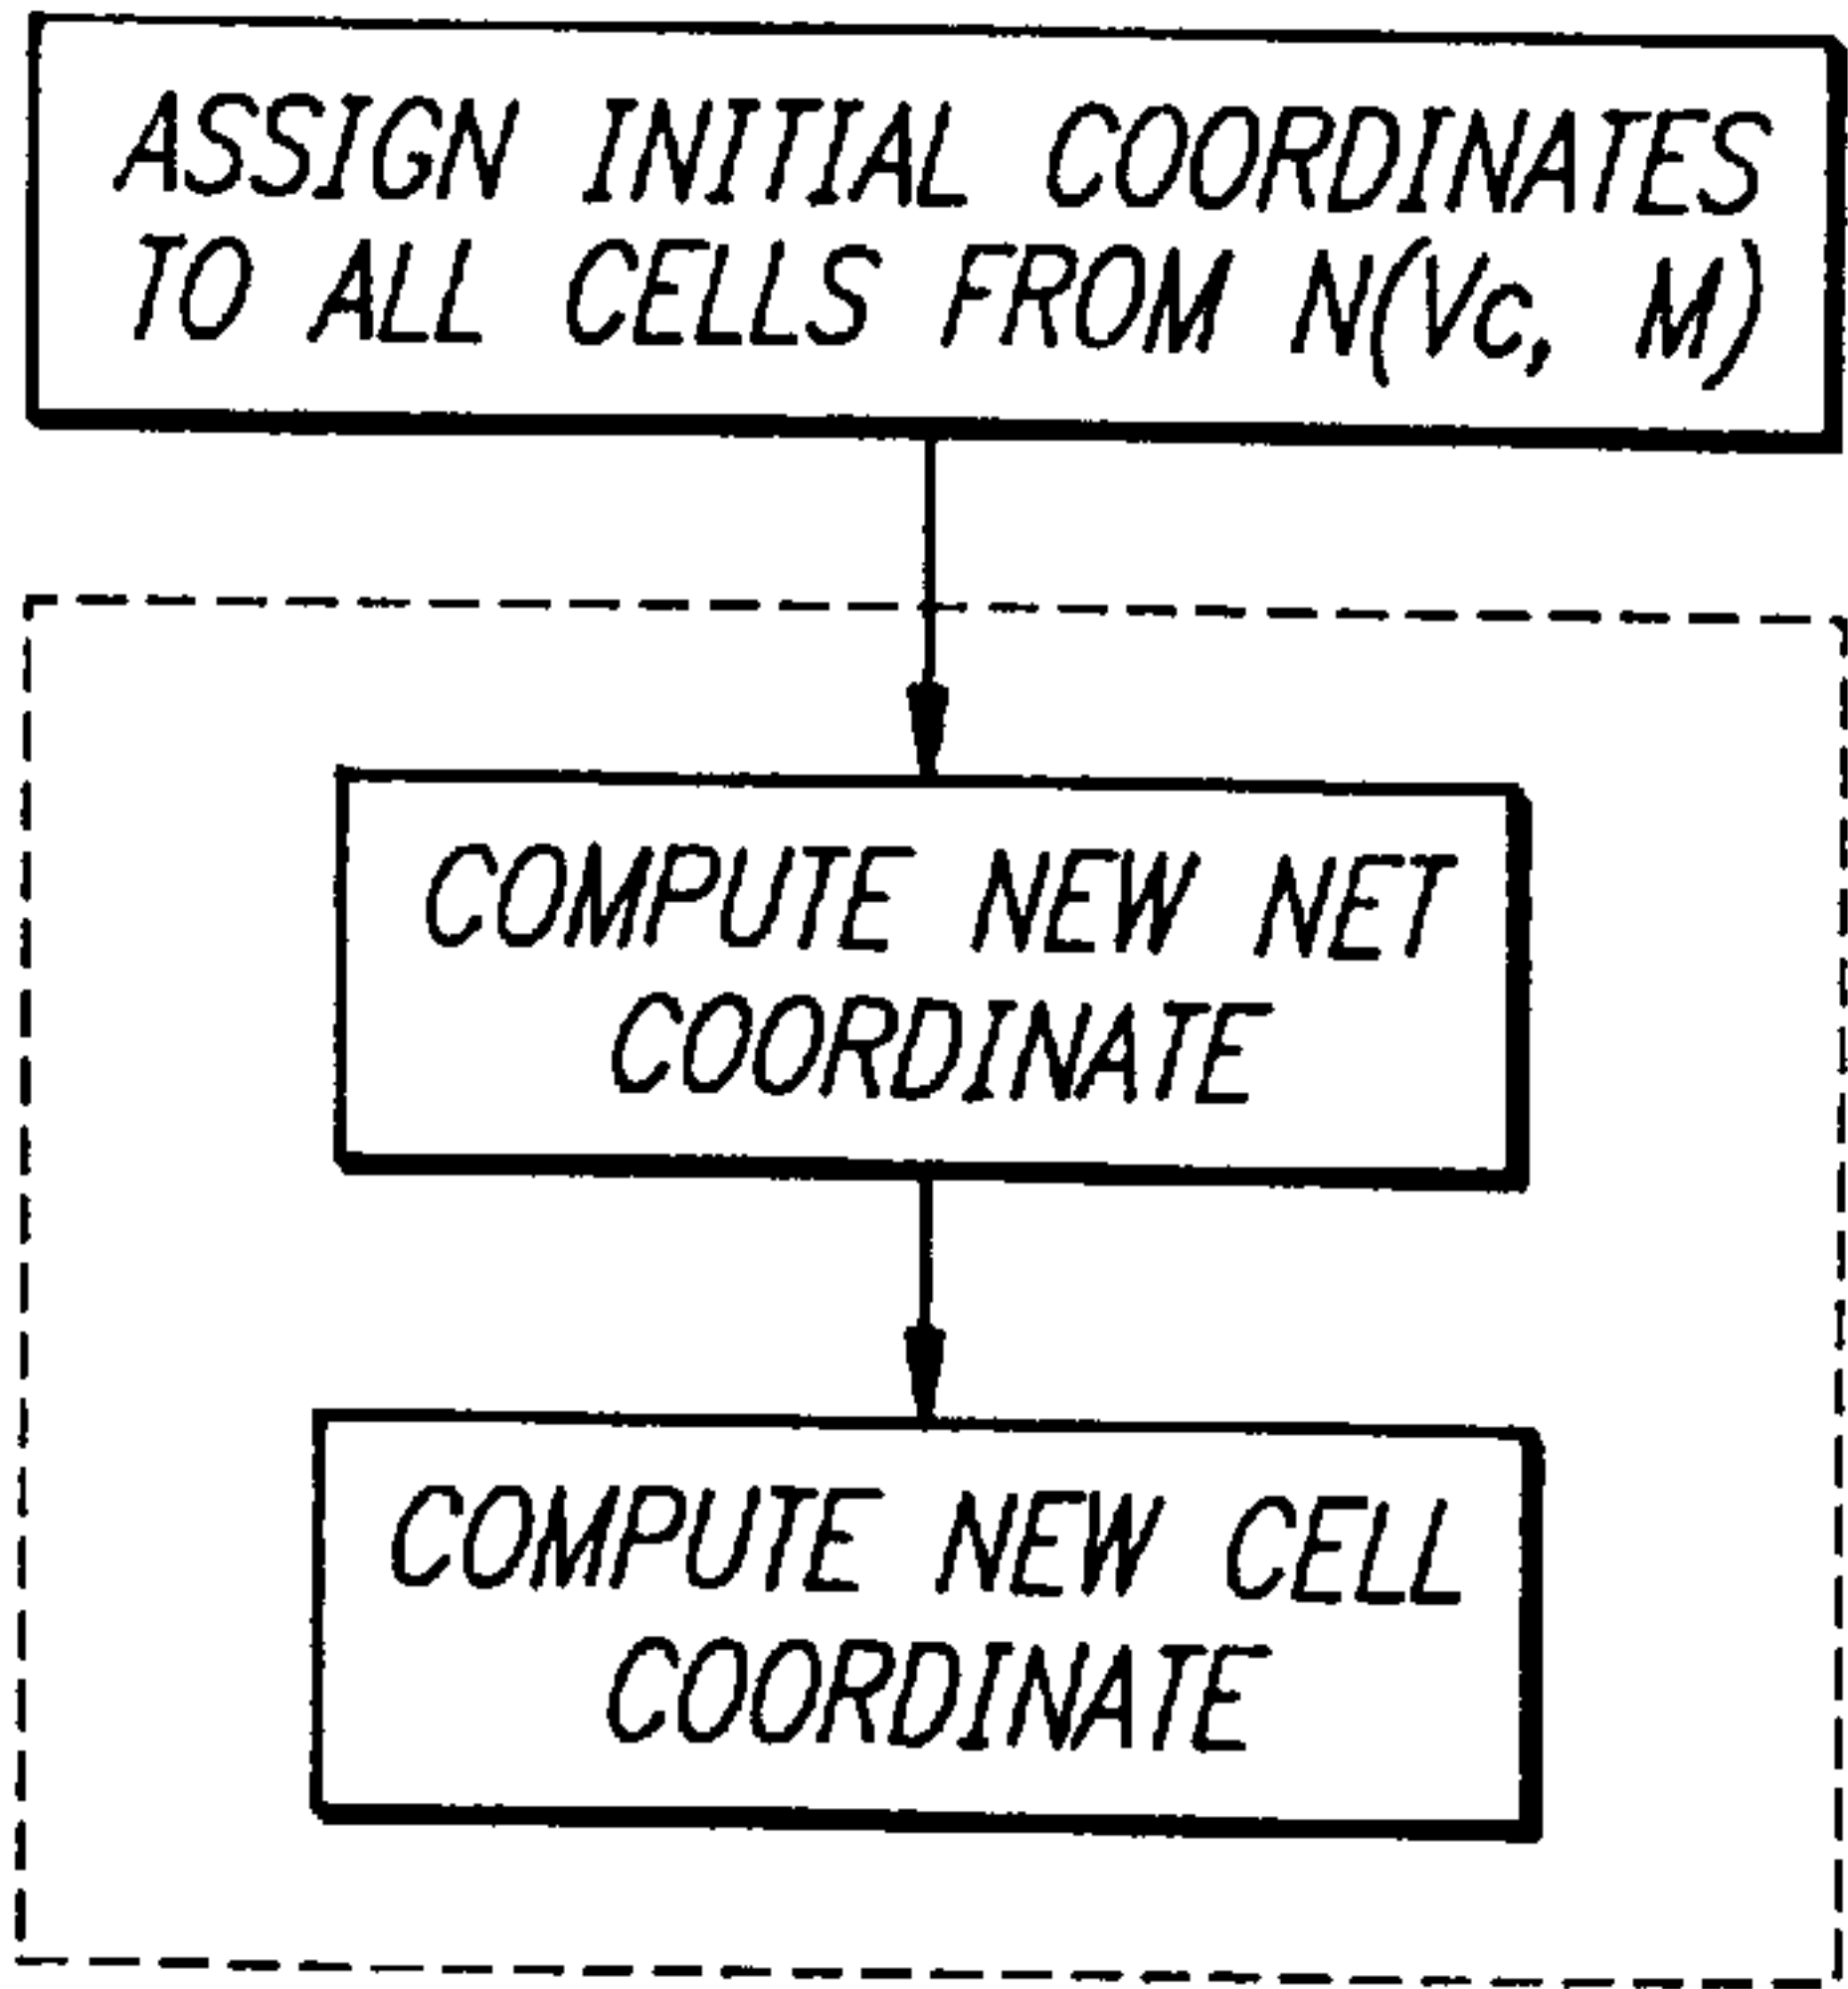 ASSIGN INITIAL COORDINATES
TO ALL CELLS FROM N(Vc, M)
COMPUTE NEW NET
COORDINATE
COMPUTE NEW CELL
COORDINATE